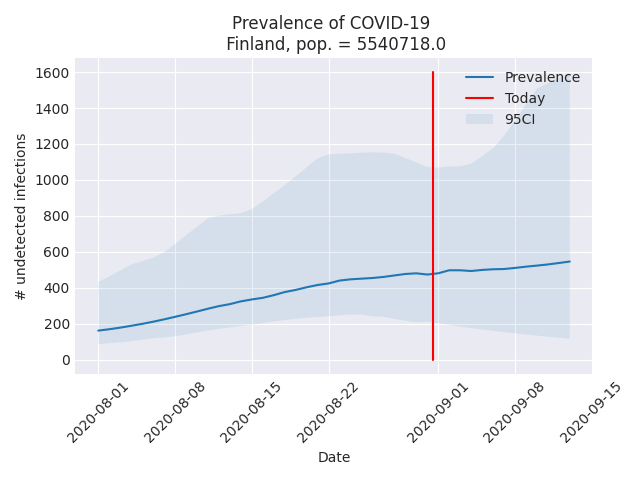 Prevalence of COVID-19
Finland, pop. = 5540718.0
# undetected infections
1600
1400
1200
1000
800
600
400
200
0
Prevalence
Today
95CI
2020-08-01
2020-08-08
2020-08-15
2020-08-22
2020-09-01
2020-09-08
2020-09-15
Date